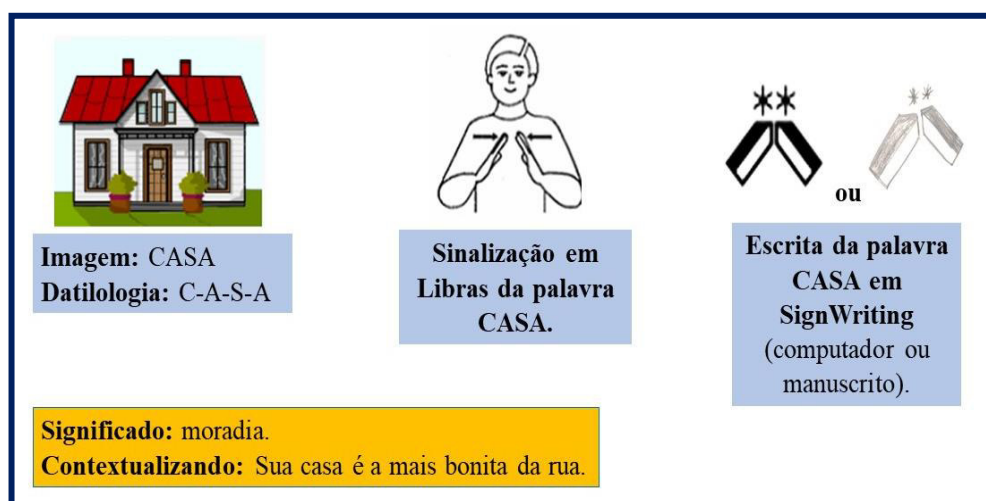 Imagem: CASA
Datilologia: C-A-S-A
Sinalização em
Libras da palavra
CASA.
ou
Escrita da palavra
CASA em
SignWriting
(computador ou
manuscrito).
Significado: moradia.
Contextualizando: Sua casa é a mais bonita da rua.